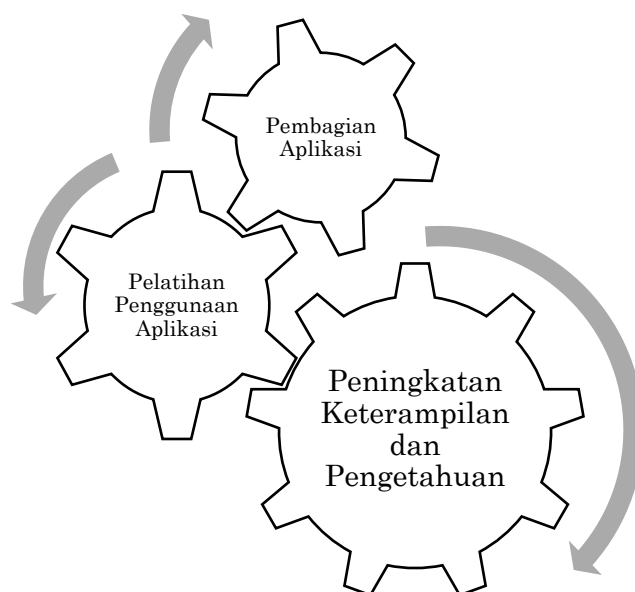 Pembagian
Aplikasi
Pelatihan
Penggunaan
Aplikasi
Peningkatan
Keterampilan
dan
Pengetahuan